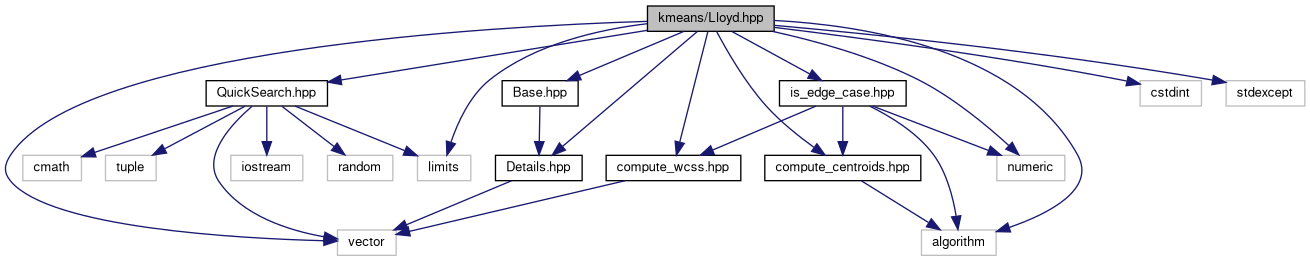 kmeans/Lloyd.hpp
QuickSearch.hpp
Base.hpp
is_edge_case.hpp
cstdint
stdexcept
cmath
tuple
iostream
random
limits
Details.hpp
compute_wcss.hpp
compute_centroids.hpp
numeric
vector
algorithm